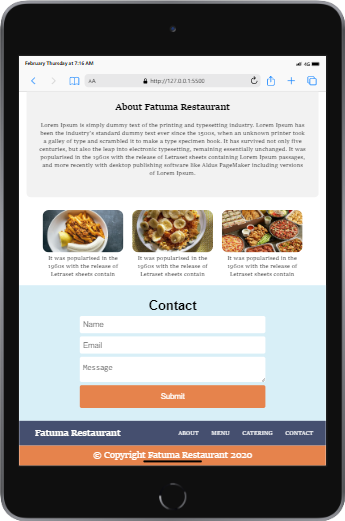 February Thursday at 7:16 AM
4G
AA http://127.0.0.1:5500
About Fatuma Restaurant
Lorem Ipsum is simply dummy text of the printing and typesetting industry. Lorem Ipsum has
been the industry's standard dummy text ever since the 1500s, when an unknown printer took
a galley of type and scrambled it to make a type specimen book. It has survived not only five
centuries, but also the leap into electronic typesetting, remaining essentially unchanged. It was
popularised in the 1960s with the release of Letraset sheets containing Lorem Ipsum passages,
and more recently with desktop publishing software like Aldus PageMaker including versions
of Lorem Ipsum.
It was popularised in the
1960s with the release of
Letraset sheets contain
It was popularised in the
1960s with the release of
Letraset sheets contain
It was popularised in the
1960s with the release of
Letraset sheets contain
Contact
Name
Email
Message
Submit
Fatuma Restaurant ABOUT MENU CATERING CONTACT
© Copyright Fatuma Restaurant 2020